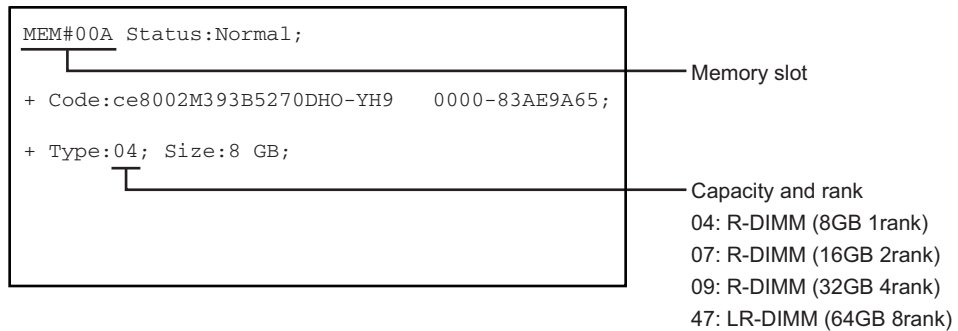 MEM#00A Status:Normal;
Memory slot
+ Code:ce8002M393B5270DHO-YH9   0000-83AE9A65;
+ Type:04; Size:8 GB;
Capacity and rank
04: R-DIMM (8GB 1rank)
07: R-DIMM (16GB 2rank)
09: R-DIMM (32GB 4rank)
47: LR-DIMM (64GB 8rank)